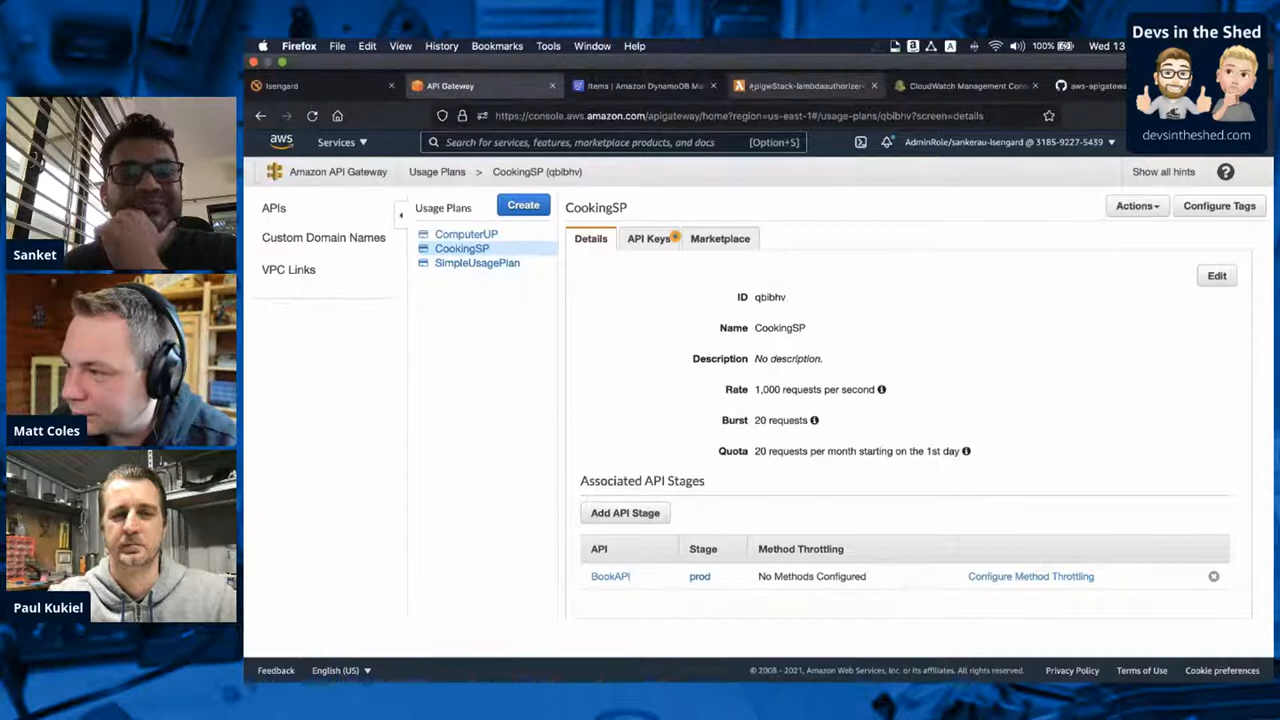 Devs in the Shed
devsintheshed.com
Sanket
Matt Coles
Paul Kukiel
Firefox File Edit View History Bookmarks Tools Window Help
A 100% Wed 13
Isengard
API Gateway
Items | Amazon DynamoDB Ma
ApigwStack-lambdaauthorizer
CloudWatch Management Con
aws-apigateway
https://console.aws.amazon.com/apigateway/home?region=us-east-1#/usage-plans/qbibhv?screen=details
aws Services Search for services, features, marketplace products, and docs [Option+S] AdminRole/sankerau-Isengard @ 3185-9227-5439
Amazon API Gateway Usage Plans > CookingSP (qbibhv) Show all hints ?
APIs
Custom Domain Names
VPC Links
Usage Plans Create
ComputerUP
CookingSP
SimpleUsagePlan
CookingSP Actions Configure Tags
Details API Keys Marketplace
Edit
ID qbibhv
Name CookingSP
Description No description.
Rate 1,000 requests per second
Burst 20 requests
Quota 20 requests per month starting on the 1st day
Associated API Stages
Add API Stage
API Stage Method Throttling
BookAPI prod No Methods Configured Configure Method Throttling
Feedback English (US) © 2008 - 2021, Amazon Web Services, Inc. or its affiliates. All rights reserved. Privacy Policy Terms of Use Cookie preferences